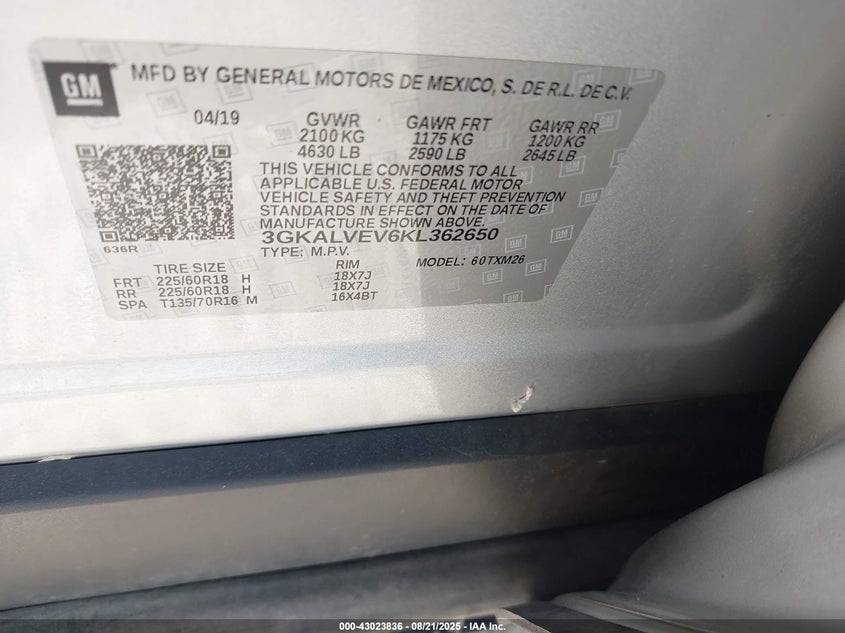 GM MFD BY GENERAL MOTORS DE MEXICO, S. DE R.L. DE C.V.
04/19 GVWR GAWR FRT GAWR RR
2100 KG 1175 KG 1200 KG
4630 LB 2590 LB 2645 LB
THIS VEHICLE CONFORMS TO ALL
APPLICABLE U.S. FEDERAL MOTOR
VEHICLE SAFETY AND THEFT PREVENTION
STANDARDS IN EFFECT ON THE DATE OF
MANUFACTURE SHOWN ABOVE.
636R 3GKALVEV6KL362650
TYPE: M.P.V. MODEL: 60TXM26
TIRE SIZE RIM
FRT 225/60R18 H 18X7J
RR 225/60R18 H 18X7J
SPA T135/70R16 M 16X4BT
000-43023836 - 08/21/2025 - IAA Inc.